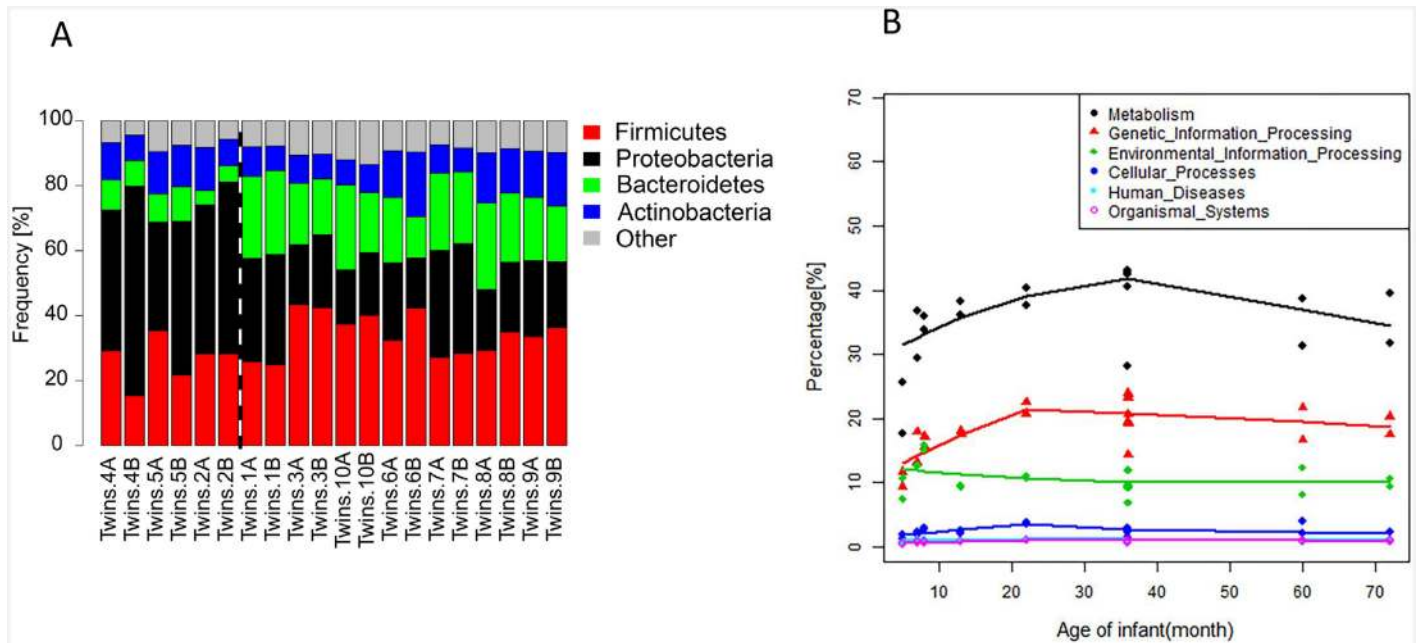 A
Frequency [%]
100
80
60
40
20
0
Twins.4A
Twins.4B
Twins.5A
Twins.5B
Twins.2A
Twins.2B
Twins.1A
Twins.1B
Twins.3A
Twins.3B
Twins.10A
Twins.10B
Twins.6A
Twins.6B
Twins.7A
Twins.7B
Twins.8A
Twins.8B
Twins.9A
Twins.9B
Firmicutes
Proteobacteria
Bacteroidetes
Actinobacteria
Other
B
Percentage[%]
70
60
50
40
30
20
10
0
Metabolism
Genetic_Information_Processing
Environmental_Information_Processing
Cellular_Processes
Human_Diseases
Organismal_Systems
10 20 30 40 50 60 70
Age of infant(month)